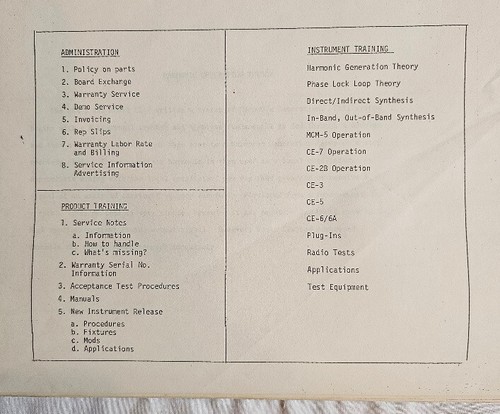 ADMINISTRATION
1. Policy on parts
2. Board Exchange
3. Warranty Service
4. Demo Service
5. Invoicing
6. Rep Slips
7. Warranty Labor Rate
and Billing
8. Service Information
Advertising
PRODUCT TRAINING
1. Service Notes
a. Information
b. How to handle
c. What's missing?
2. Warranty Serial No.
Information
3. Acceptance Test Procedures
4. Manuals
5. New Instrument Release
a. Procedures
b. Fixtures
c. Mods
d. Applications
INSTRUMENT TRAINING
Harmonic Generation Theory
Phase Lock Loop Theory
Direct/Indirect Synthesis
In-Band, Out-of-Band Synthesis
MCM-5 Operation
CE-7 Operation
CE-2B Operation
CE-3
CE-5
CE-6/6A
Plug-Ins
Radio Tests
Applications
Test Equipment